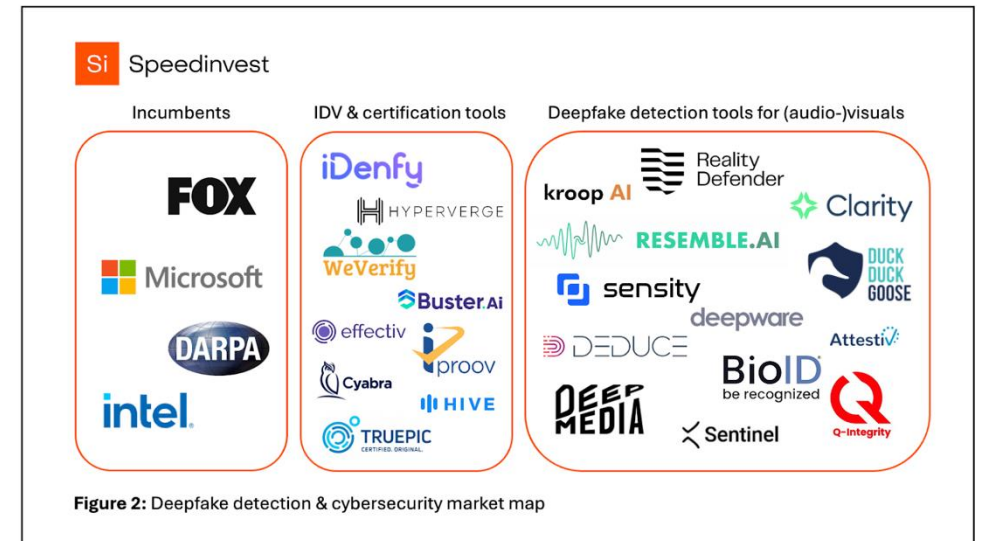 Si Speedinvest
Incumbents
FOX
Microsoft
DARPA
intel.
IDV & certification tools
iDenfy
HYPERVERGE
WeVerify
Buster.Ai
effectiv
iproov
Cyabra
HIVE
TRUEPIC
CERTIFIED. ORIGINAL.
Deepfake detection tools for (audio-)visuals
Reality
Defender
kroop AI
Clarity
RESEMBLE.AI
DUCK
DUCK
GOOSE
sensity
deepware
Attestiv
DEDUCE
BioID
be recognized
DEEP
MEDIA
Sentinel
Q-Integrity
Figure 2: Deepfake detection & cybersecurity market map